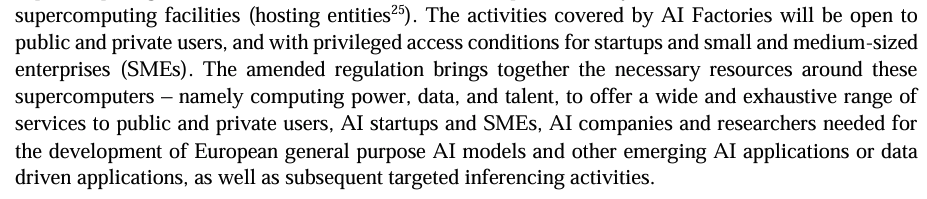 supercomputing facilities (hosting entities²⁵). The activities covered by AI Factories will be open to
public and private users, and with privileged access conditions for startups and small and medium-sized
enterprises (SMEs). The amended regulation brings together the necessary resources around these
supercomputers – namely computing power, data, and talent, to offer a wide and exhaustive range of
services to public and private users, AI startups and SMEs, AI companies and researchers needed for
the development of European general purpose AI models and other emerging AI applications or data
driven applications, as well as subsequent targeted inferencing activities.